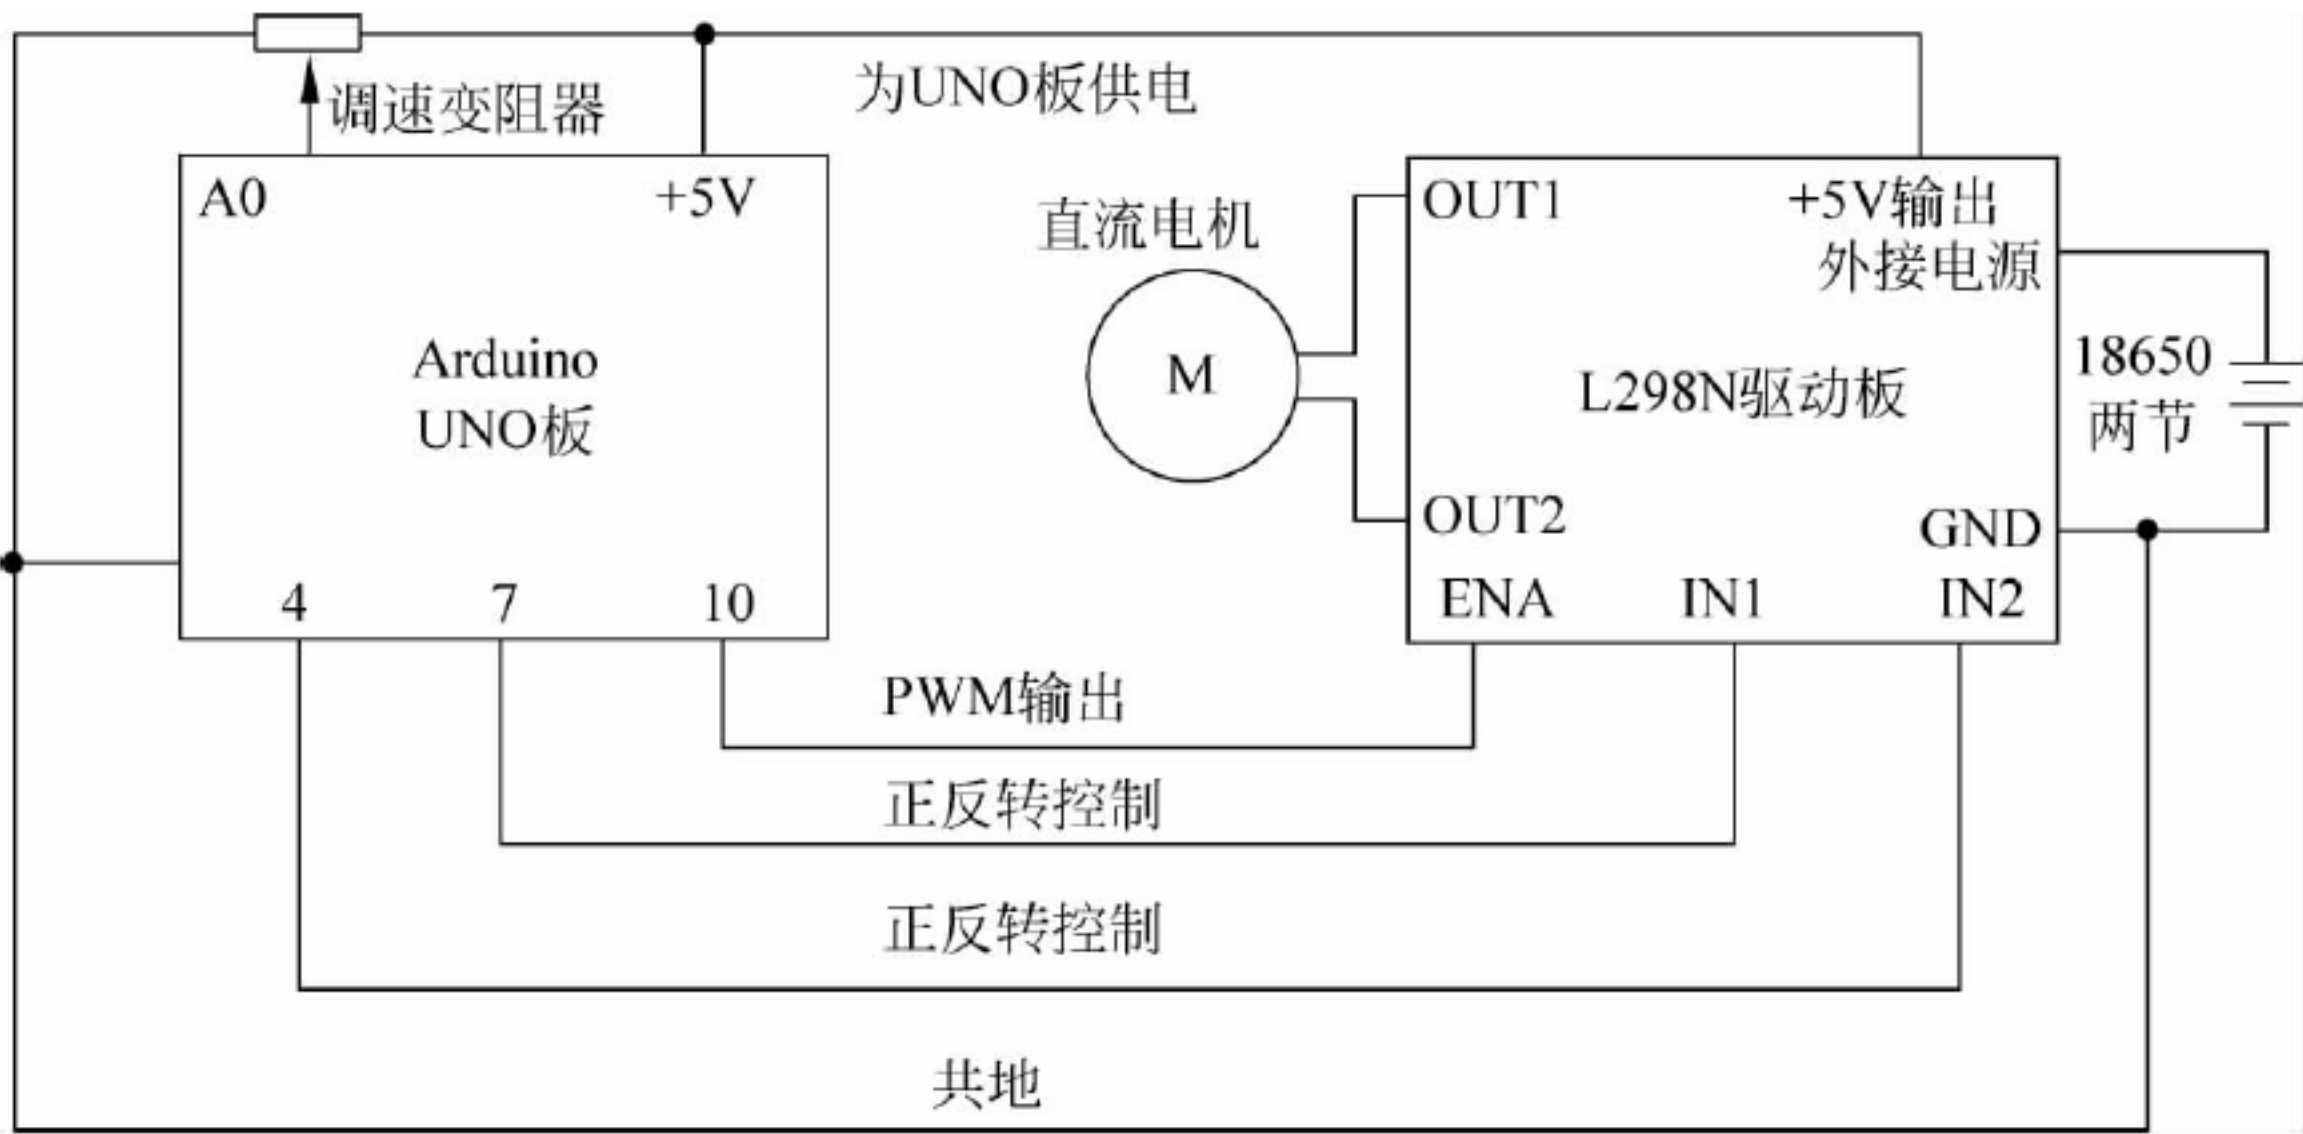 调速变阻器
为UNO板供电
A0
+5V
Arduino
UNO板
4
7
10
直流电机
M
OUT1
+5V输出
外接电源
L298N驱动板
18650
两节
OUT2
GND
ENA
IN1
IN2
PWM输出
正反转控制
正反转控制
共地